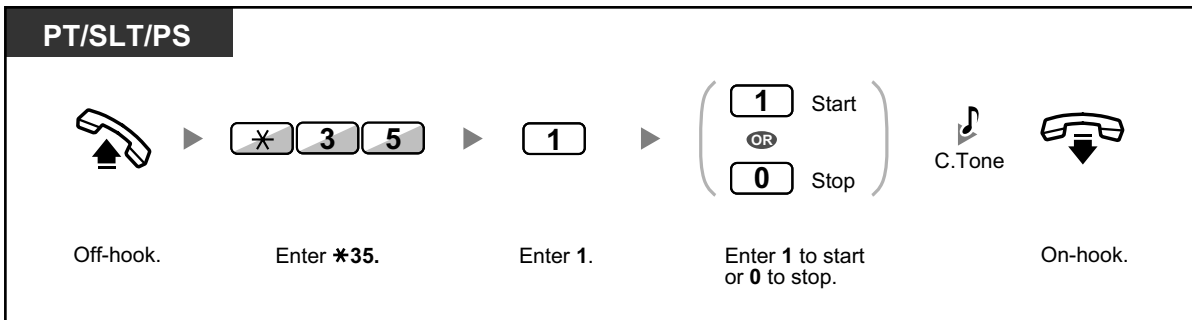 PT/SLT/PS
1 Start
OR
0 Stop
✳ 3 5
1
C.Tone
Off-hook.
Enter ✳35.
Enter 1.
Enter 1 to start
or 0 to stop.
On-hook.